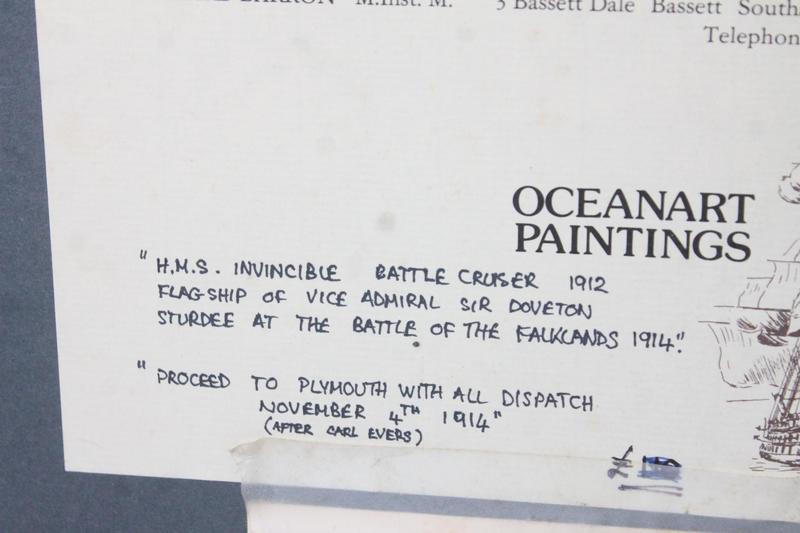 M.Inst. M. 5 Bassett Dale Bassett South
Telephon
OCEANART
PAINTINGS
" H.M.S. INVINCIBLE BATTLE CRUISER 1912
FLAGSHIP OF VICE ADMIRAL SIR DOVETON
STURDEE AT THE BATTLE OF THE FALKLANDS 1914."
" PROCEED TO PLYMOUTH WITH ALL DISPATCH
NOVEMBER 4TH 1914"
(AFTER CARL EVERS)
£